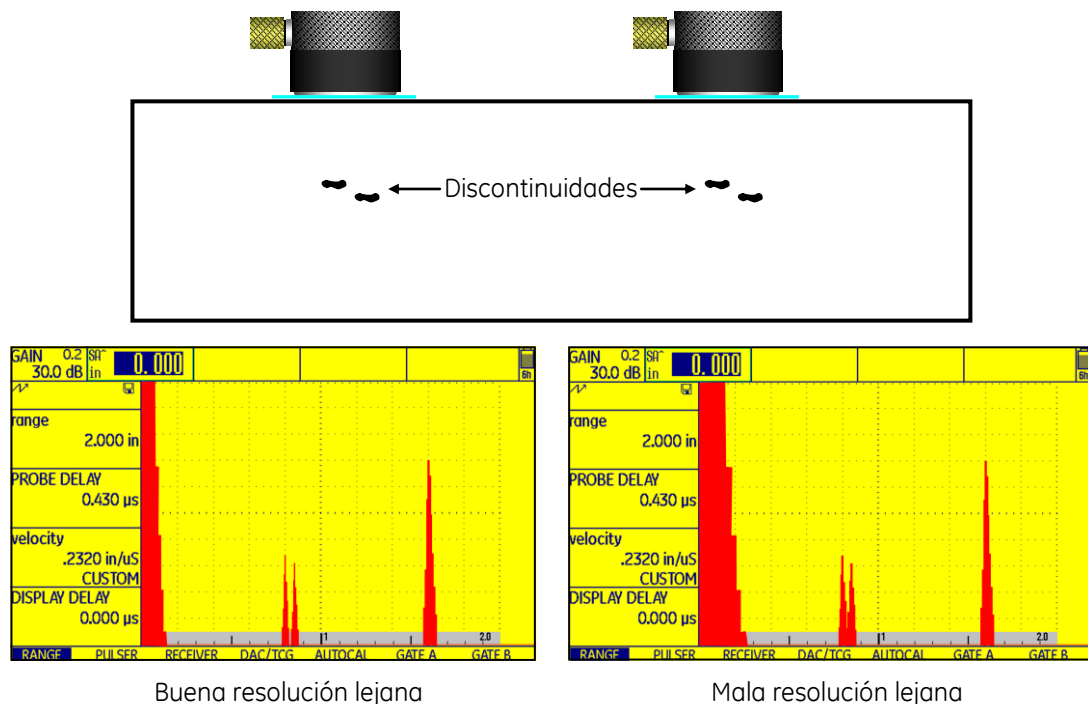 Discontinuidades
GAIN 0.2
30.0 dB
SA^
in
0.000
6h
range
2.000 in
PROBE DELAY
0.430 µs
velocity
.2320 in/uS
CUSTOM
DISPLAY DELAY
0.000 µs
1
2.0
RANGE PULSER RECEIVER DAC/TCG AUTOCAL GATE A GATE B
Buena resolución lejana
GAIN 0.2
30.0 dB
SA^
in
0.000
6h
range
2.000 in
PROBE DELAY
0.430 µs
velocity
.2320 in/uS
CUSTOM
DISPLAY DELAY
0.000 µs
1
2.0
RANGE PULSER RECEIVER DAC/TCG AUTOCAL GATE A GATE B
Mala resolución lejana